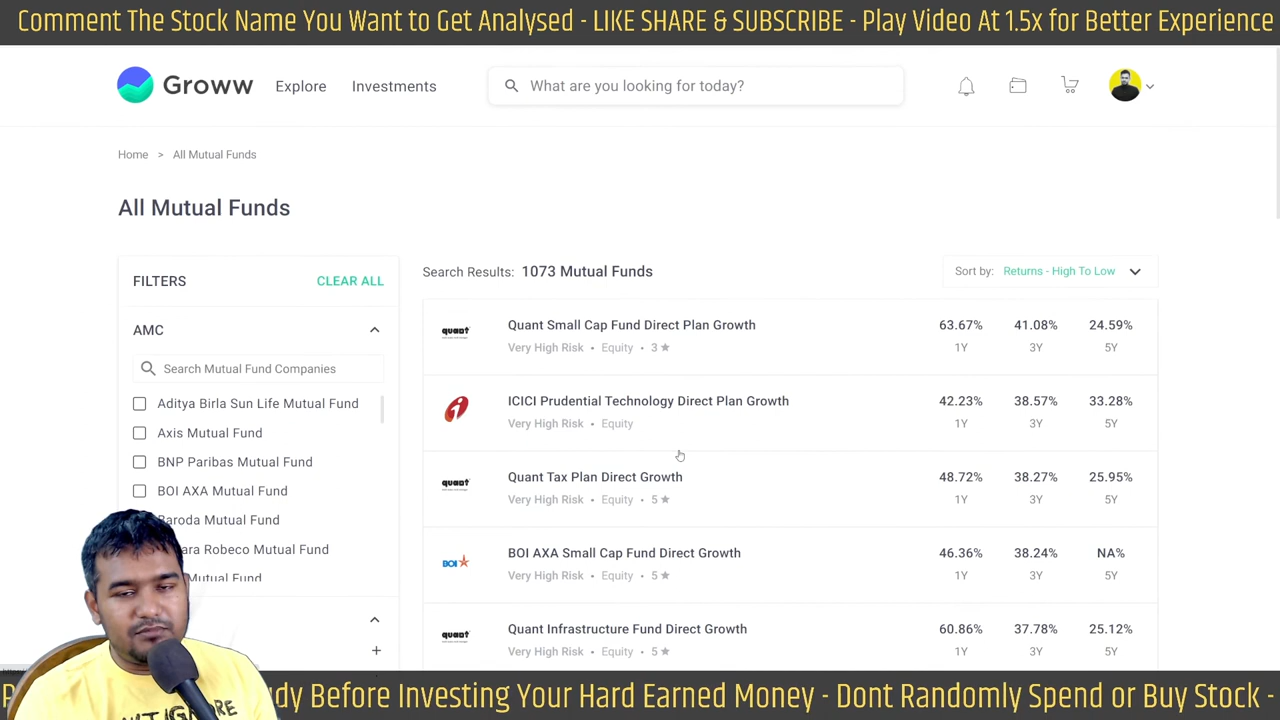 Comment The Stock Name You Want to Get Analysed - LIKE SHARE & SUBSCRIBE - Play Video At 1.5x for Better Experience
Groww Explore Investments What are you looking for today?
Home > All Mutual Funds
All Mutual Funds
FILTERS CLEAR ALL
AMC
Search Mutual Fund Companies
Aditya Birla Sun Life Mutual Fund
Axis Mutual Fund
BNP Paribas Mutual Fund
BOI AXA Mutual Fund
Baroda Mutual Fund
Robeco Mutual Fund
Mutual Fund
+
Search Results: 1073 Mutual Funds
Sort by: Returns - High To Low
quant Quant Small Cap Fund Direct Plan Growth 63.67% 41.08% 24.59%
Very High Risk • Equity • 3 ★ 1Y 3Y 5Y
ICICI Prudential Technology Direct Plan Growth 42.23% 38.57% 33.28%
Very High Risk • Equity 1Y 3Y 5Y
quant Quant Tax Plan Direct Growth 48.72% 38.27% 25.95%
Very High Risk • Equity • 5 ★ 1Y 3Y 5Y
BOI BOI AXA Small Cap Fund Direct Growth 46.36% 38.24% NA%
Very High Risk • Equity • 5 ★ 1Y 3Y 5Y
quant Quant Infrastructure Fund Direct Growth 60.86% 37.78% 25.12%
Very High Risk • Equity • 5 ★ 1Y 3Y 5Y
Before Investing Your Hard Earned Money - Dont Randomly Spend or Buy Stock -